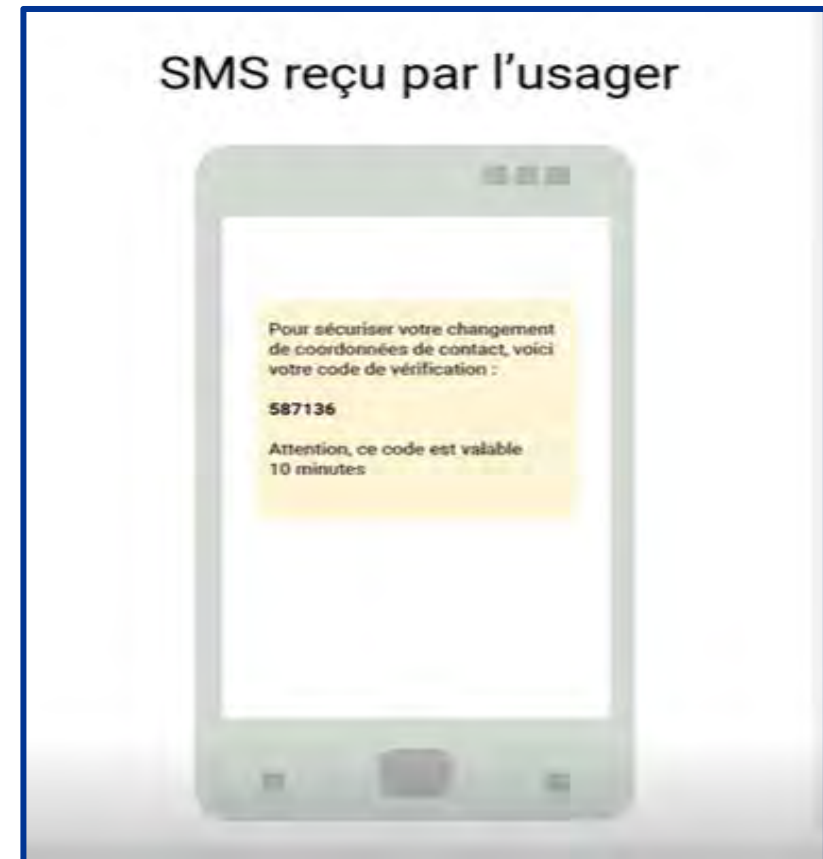 SMS reçu par l'usager
Pour sécuriser votre changement
de coordonnées de contact, voici
votre code de vérification :
587136
Attention, ce code est valable
10 minutes